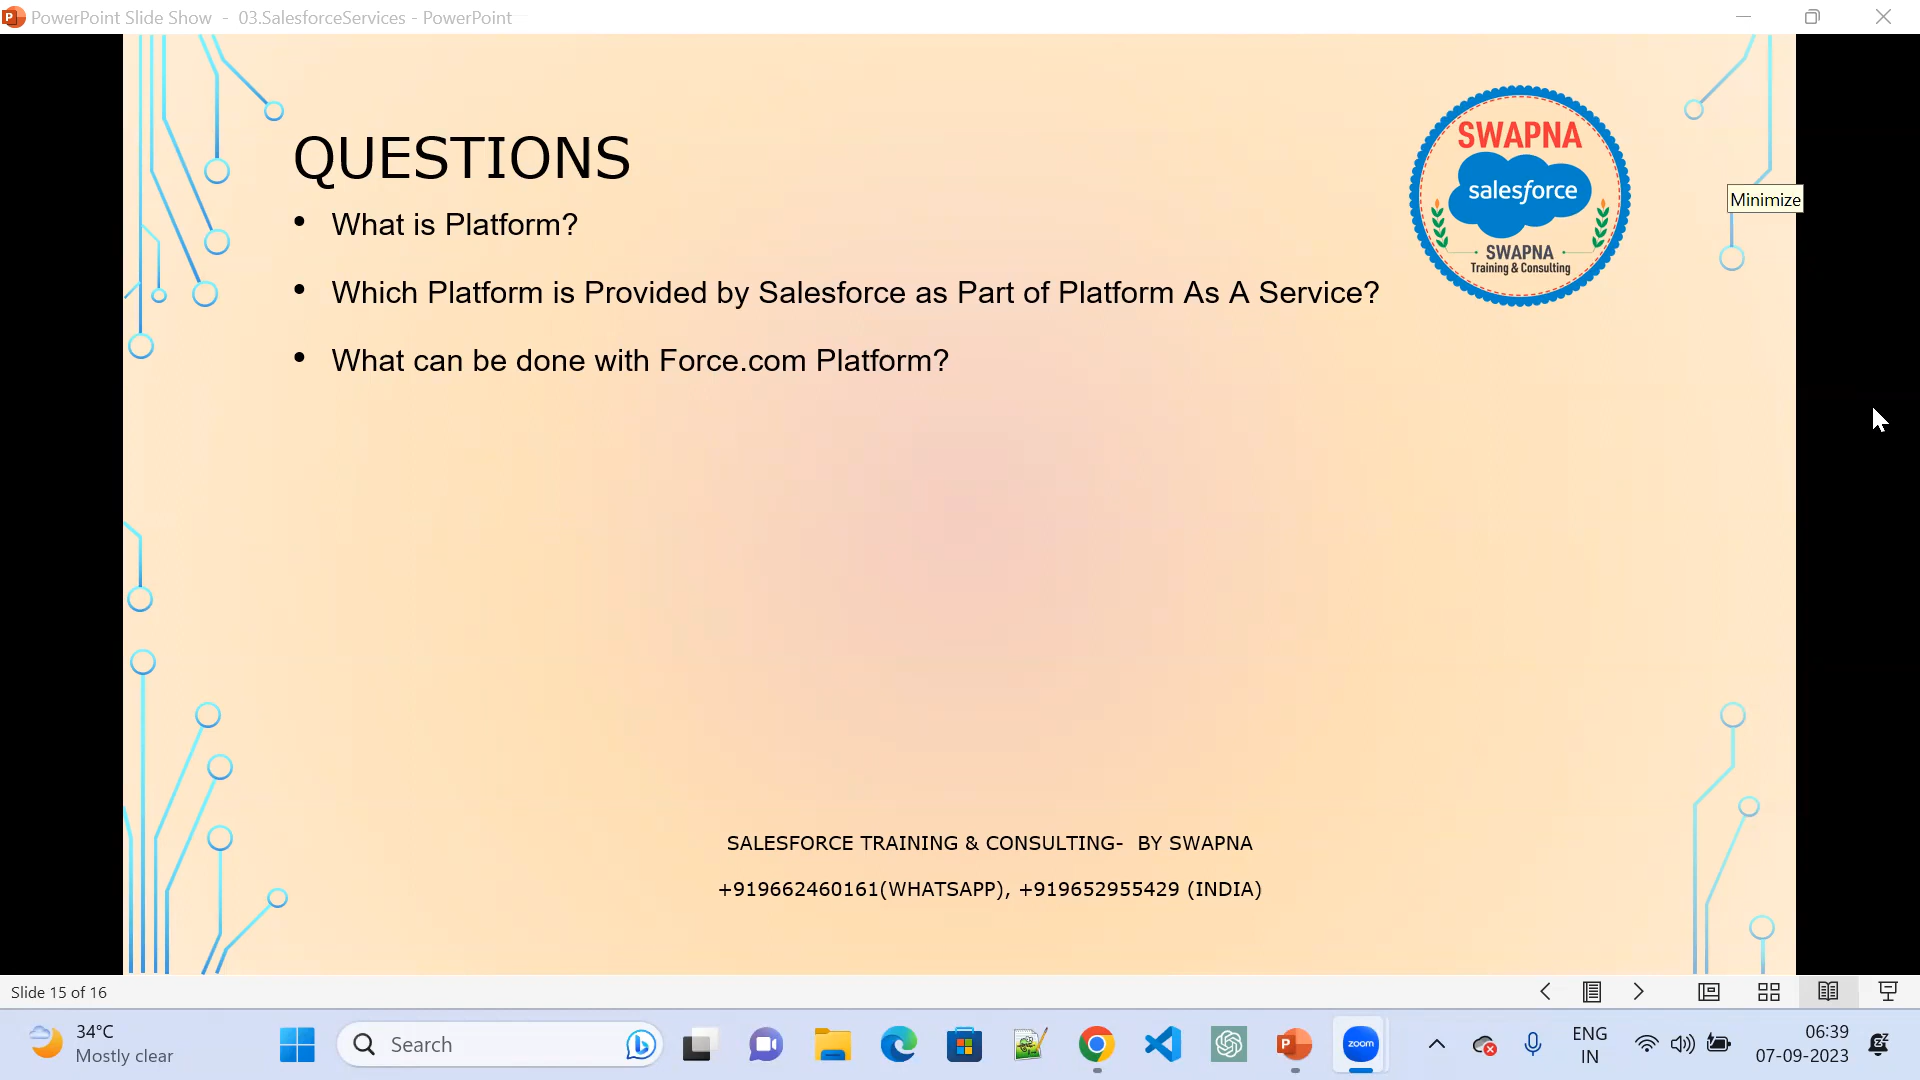 PowerPoint Slide Show - 03.SalesforceServices - PowerPoint
QUESTIONS
• What is Platform?
• Which Platform is Provided by Salesforce as Part of Platform As A Service?
• What can be done with Force.com Platform?
SWAPNA
salesforce
SWAPNA
Training & Consulting
Minimize
SALESFORCE TRAINING & CONSULTING- BY SWAPNA
+919662460161(WHATSAPP), +919652955429 (INDIA)
Slide 15 of 16
34°C
Mostly clear
Search
zoom
ENG
IN
06:39
07-09-2023